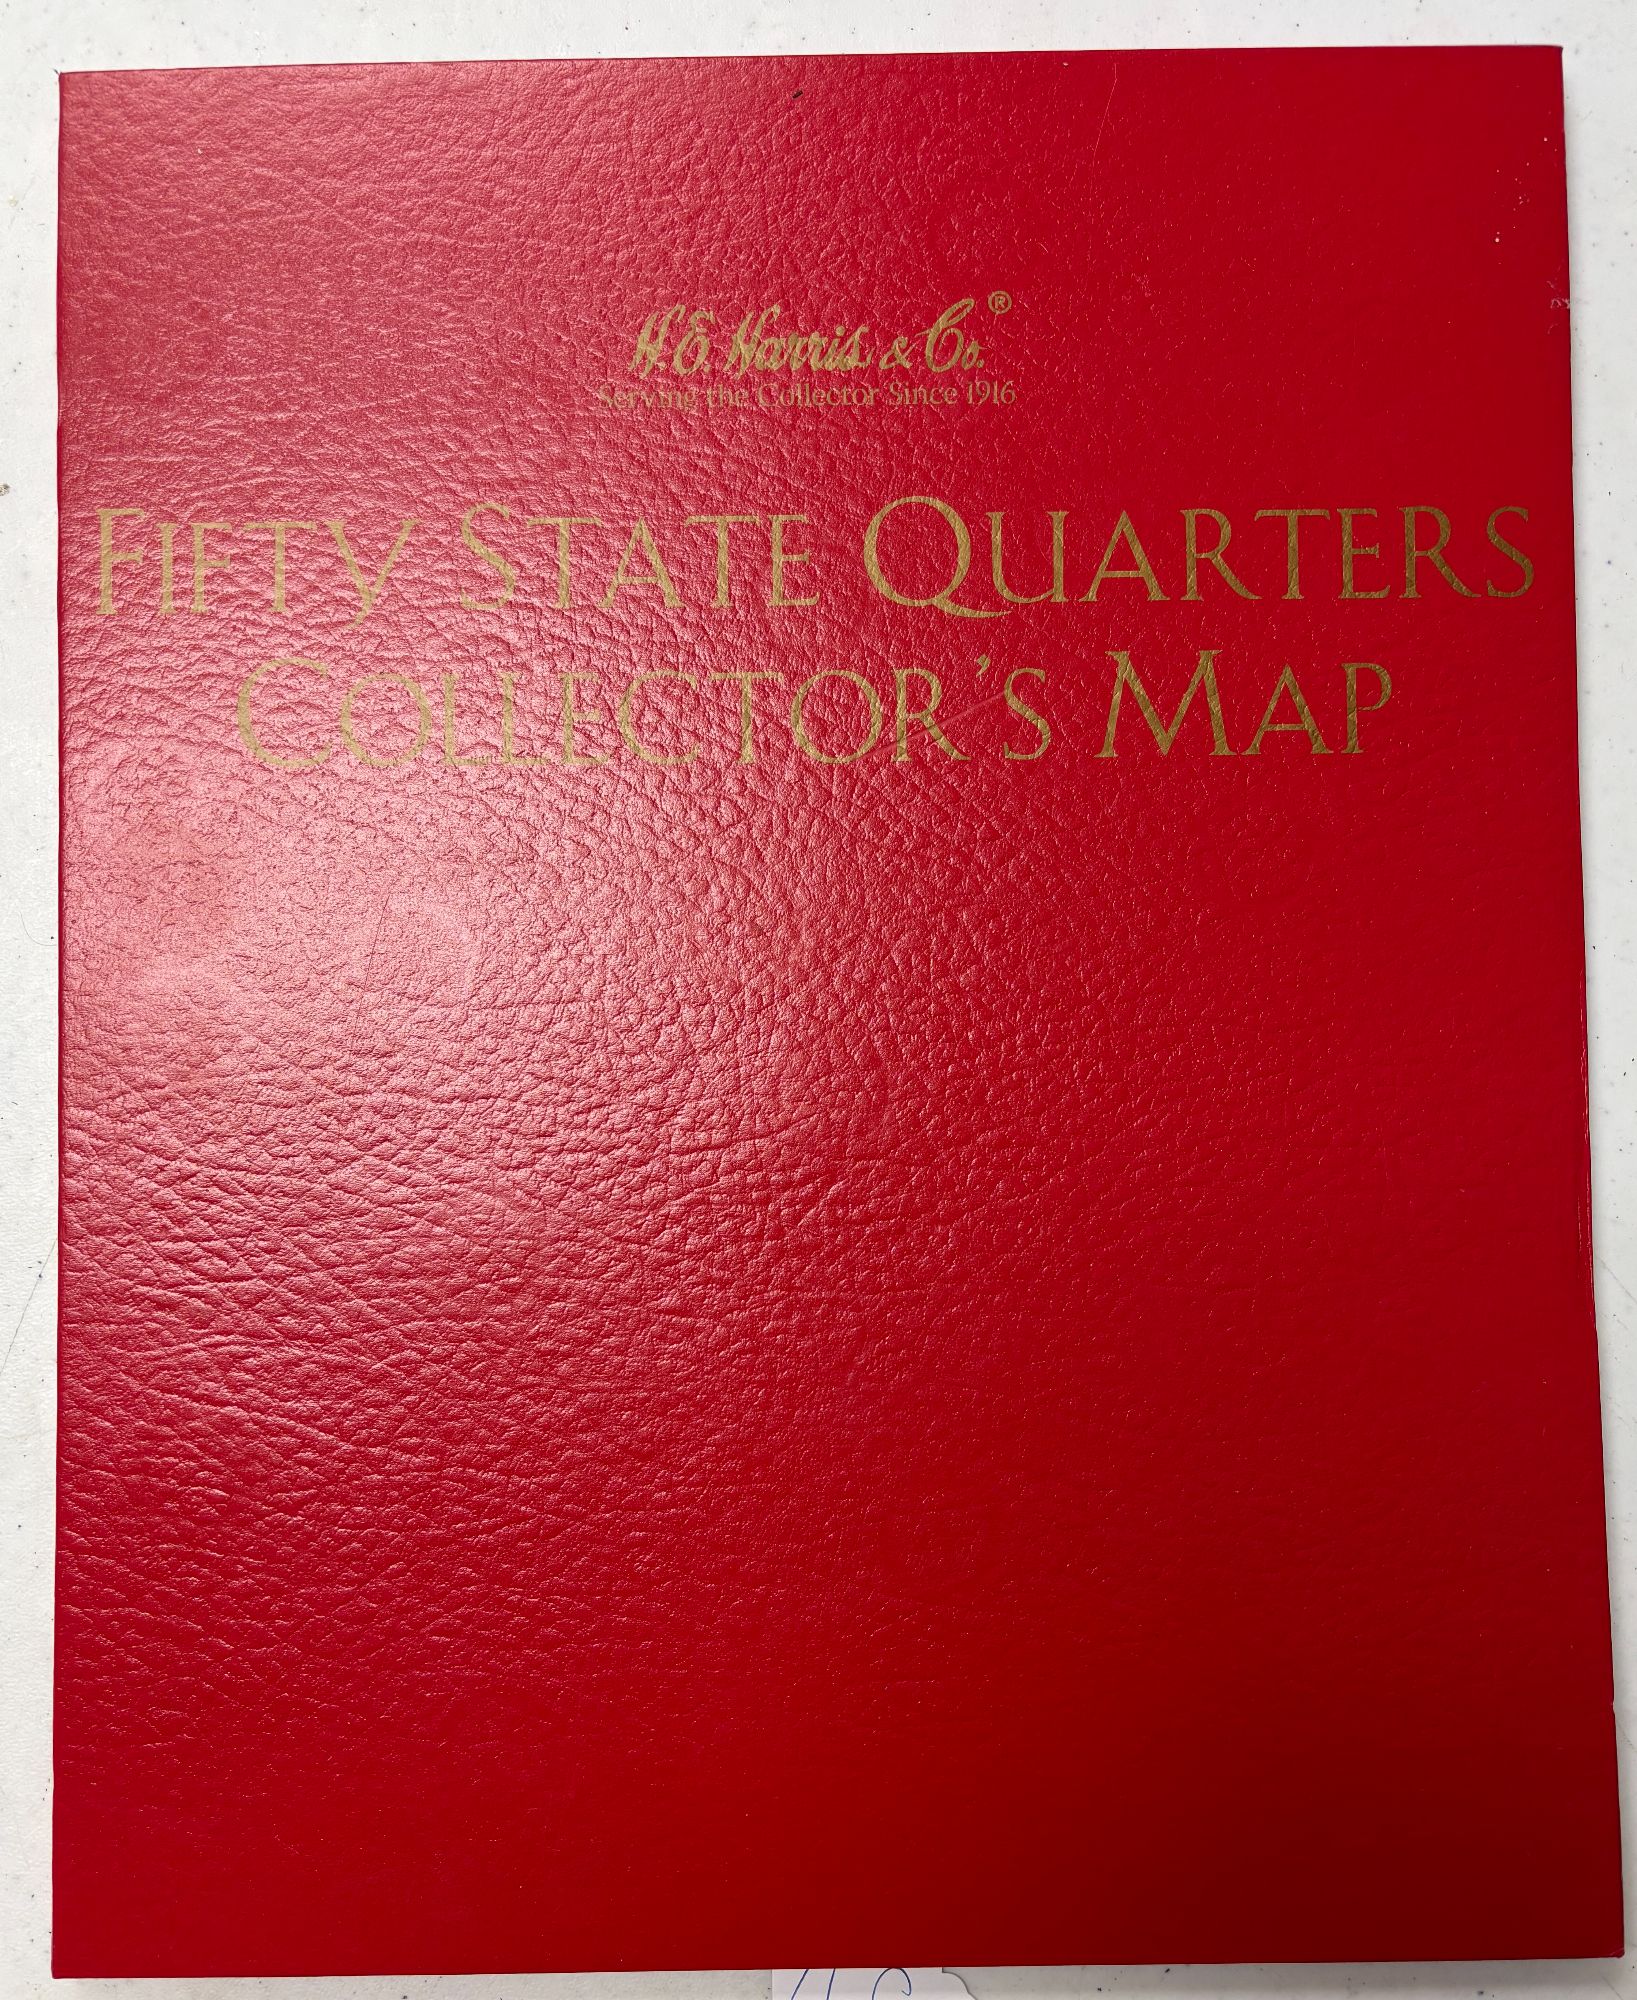 H.E. Harris & Co.®
Serving the Collector Since 1916
FIFTY STATE QUARTERS
COLLECTOR'S MAP